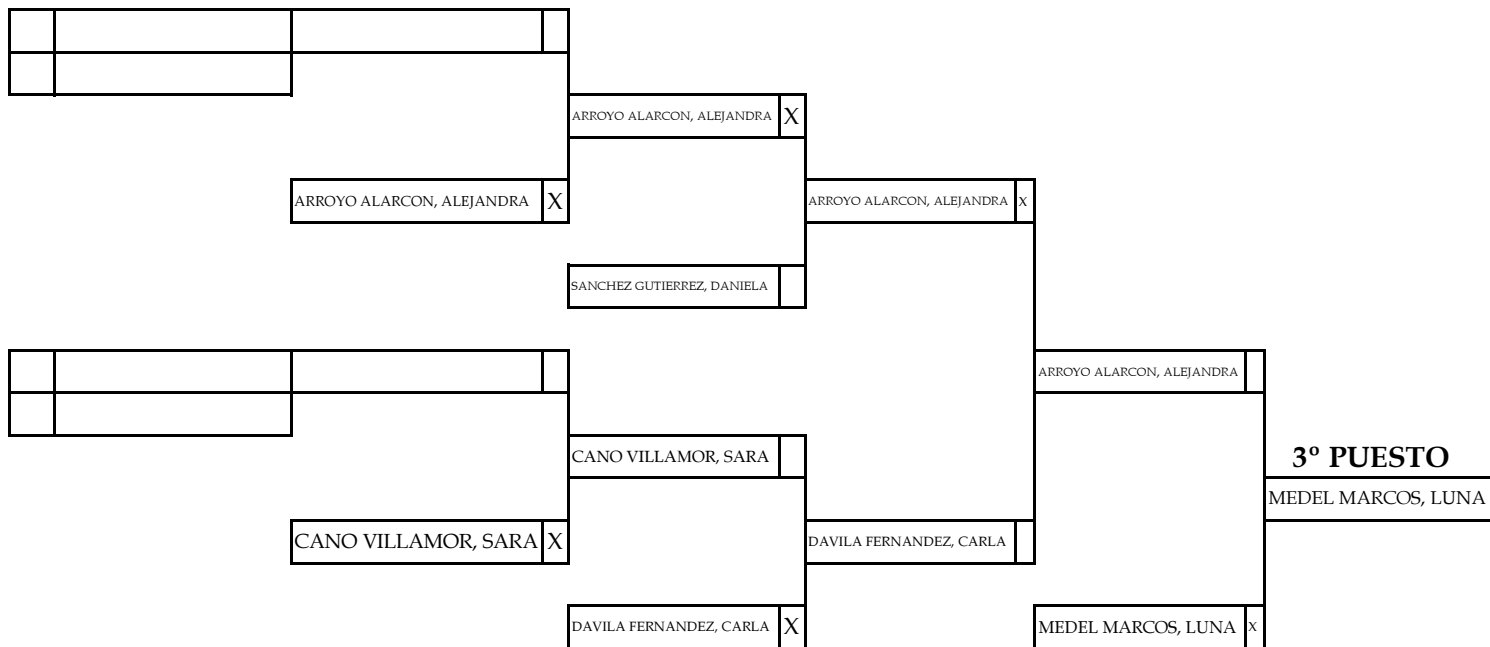 ARROYO ALARCON, ALEJANDRA X
ARROYO ALARCON, ALEJANDRA X
ARROYO ALARCON, ALEJANDRA X
SANCHEZ GUTIERREZ, DANIELA
ARROYO ALARCON, ALEJANDRA
CANO VILLAMOR, SARA
3º PUESTO
MEDEL MARCOS, LUNA
CANO VILLAMOR, SARA X
DAVILA FERNANDEZ, CARLA
DAVILA FERNANDEZ, CARLA X
MEDEL MARCOS, LUNA X